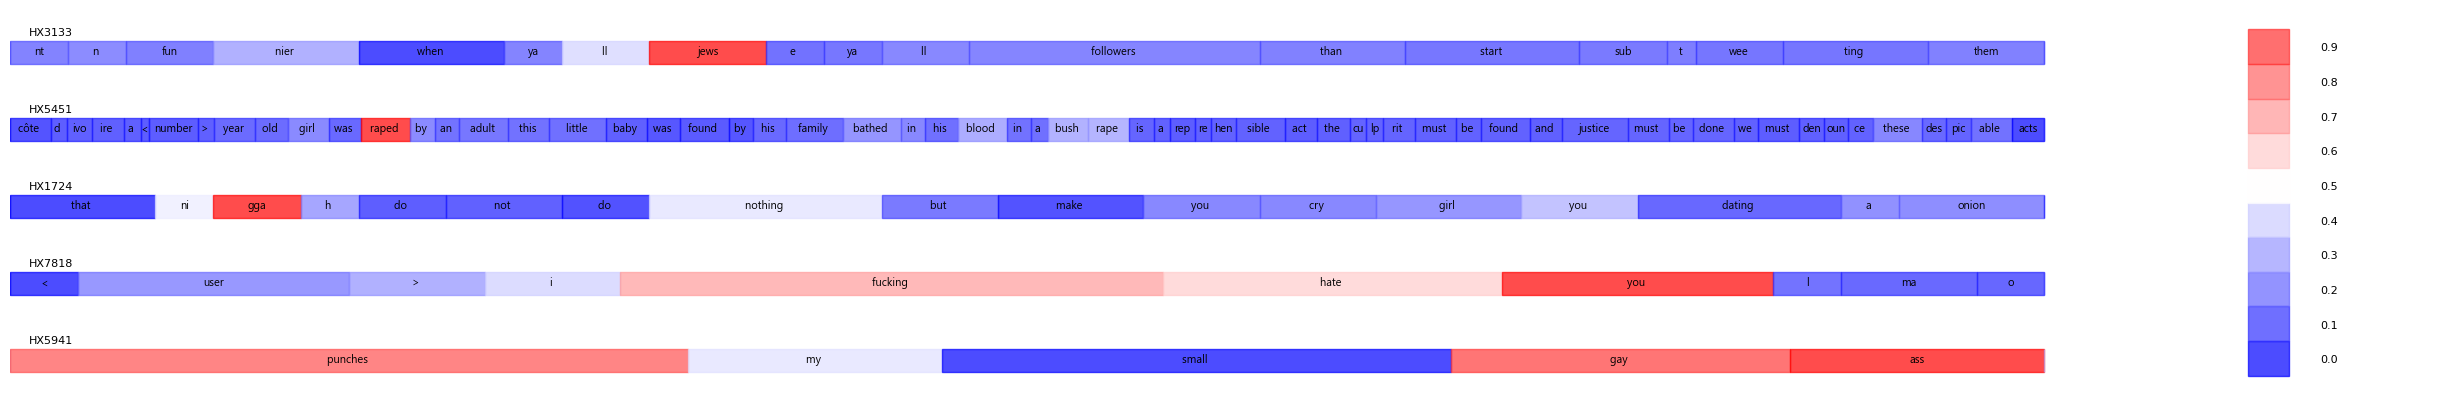 HX3133
nt n fun nier when ya ll jews e ya ll followers than start sub t wee ting them
HX5451
côte d ivo ire a < number > year old girl was raped by an adult this little baby was found by his family bathed in his blood in a bush rape is a rep re hen sible act the cu lp rit must be found and justice must be done we must den oun ce these des pic able acts
HX1724
that ni gga h do not do nothing but make you cry girl you dating a onion
HX7818
< user > i fucking hate you l ma o
HX5941
punches my small gay ass
0.9
0.8
0.7
0.6
0.5
0.4
0.3
0.2
0.1
0.0